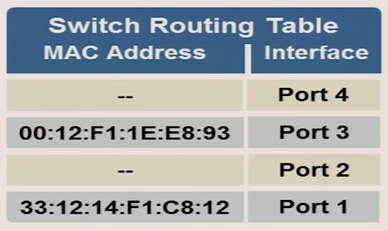 Switch Routing Table
MAC Address Interface
-- Port 4
00:12:F1:1E:E8:93 Port 3
-- Port 2
33:12:14:F1:C8:12 Port 1